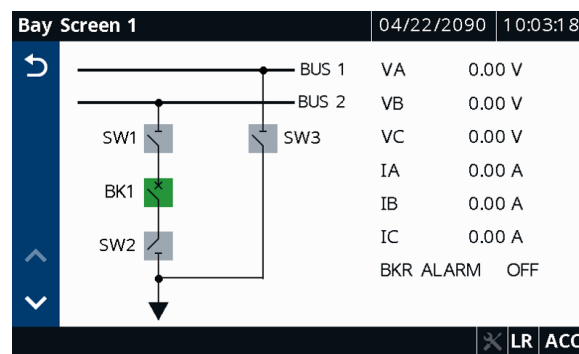 Bay Screen 1 04/22/2090 10:03:18
BUS 1 VA 0.00 V
BUS 2 VB 0.00 V
SW1 SW3 VC 0.00 V
IA 0.00 A
BK1 IB 0.00 A
SW2 IC 0.00 A
BKR ALARM OFF
LR ACC